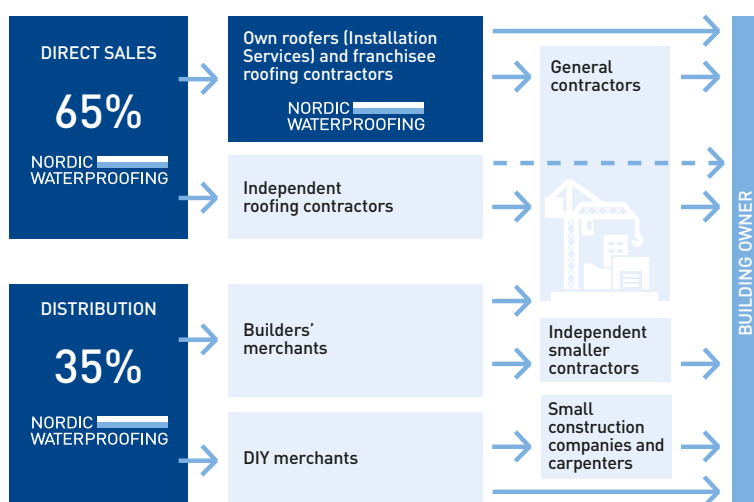 DIRECT SALES
65%
NORDIC
WATERPROOFING
Own roofers (Installation
Services) and franchisee
roofing contractors
NORDIC
WATERPROOFING
General
contractors
Independent
roofing contractors
DISTRIBUTION
35%
NORDIC
WATERPROOFING
Builders'
merchants
Independent
smaller
contractors
DIY merchants
Small
construction
companies and
carpenters
BUILDING OWNER